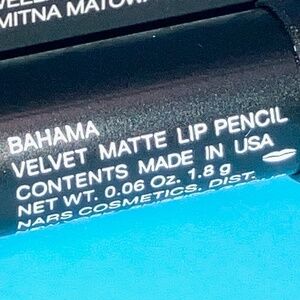 MITNA MATOWA
BAHAMA
VELVET MATTE LIP PENCIL
CONTENTS MADE IN USA
NET WT. 0.06 Oz. 1.8 g
NARS COSMETICS, DIST.